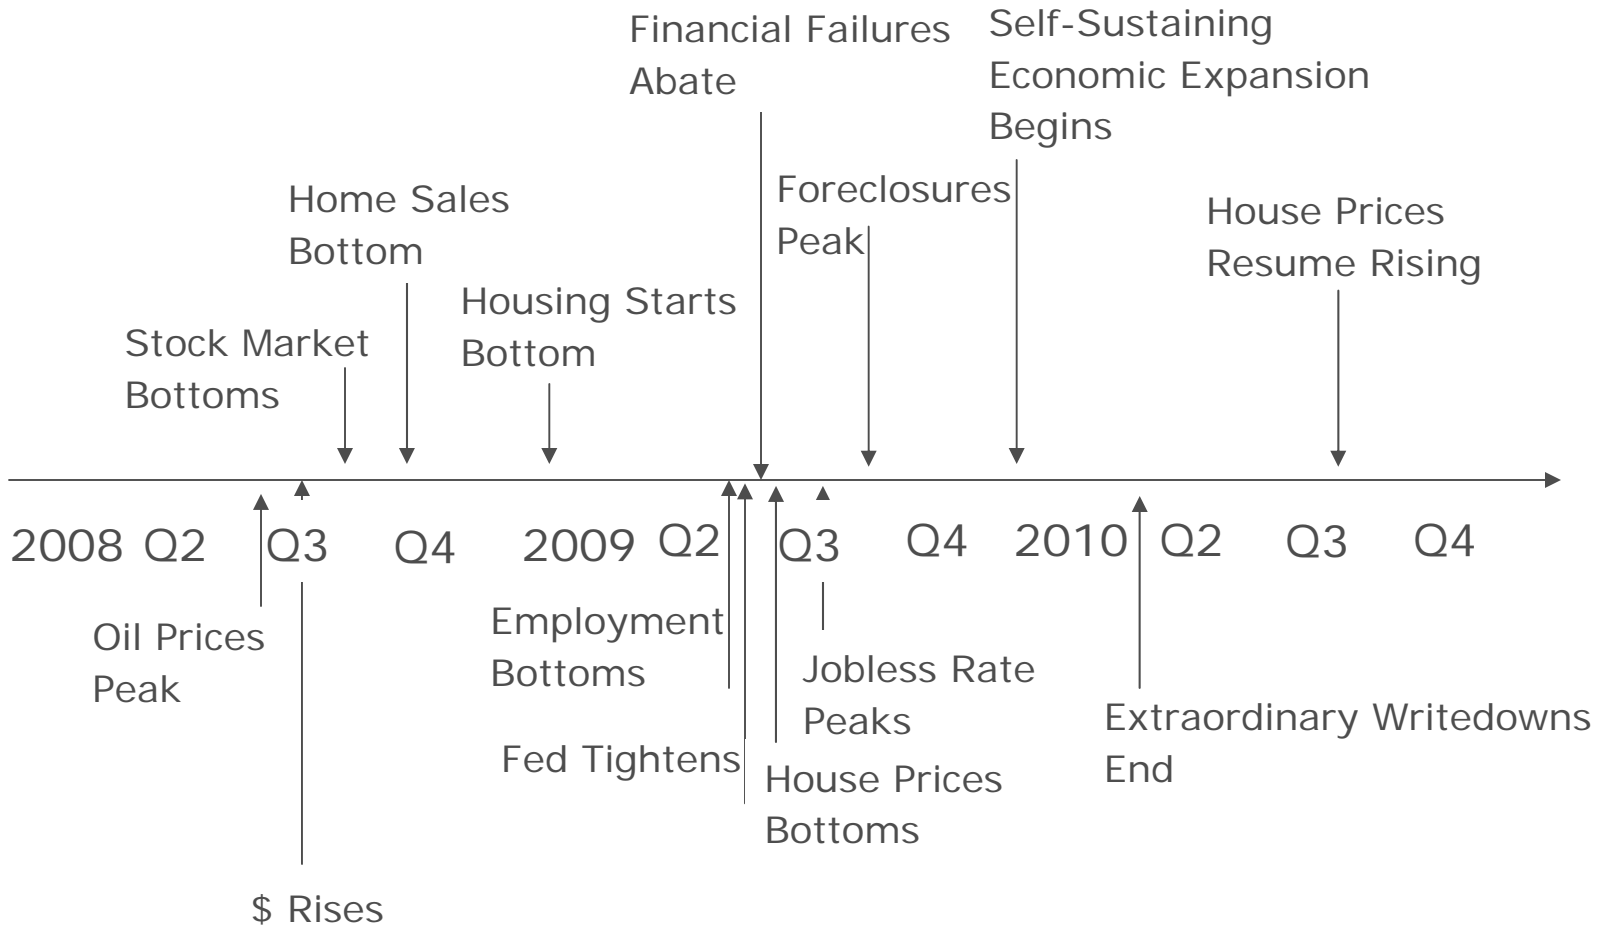 Financial Failures
Abate
Self-Sustaining
Economic Expansion
Begins
Foreclosures
Peak
House Prices
Resume Rising
Home Sales
Bottom
Housing Starts
Bottom
Stock Market
Bottoms
2008 Q2 Q3 Q4 2009 Q2 Q3 Q4 2010 Q2 Q3 Q4
Oil Prices
Peak
Employment
Bottoms
Jobless Rate
Peaks
Extraordinary Writedowns
End
Fed Tightens
House Prices
Bottoms
$ Rises